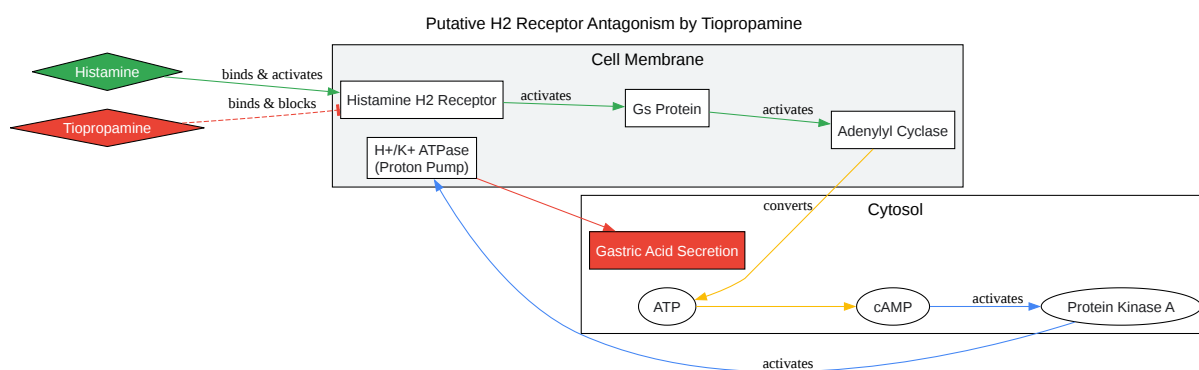 Putative H2 Receptor Antagonism by Tiopropamine
Cell Membrane
Histamine
binds & activates
Tiopropamine
binds & blocks
Histamine H2 Receptor
activates
Gs Protein
activates
Adenylyl Cyclase
H+/K+ ATPase
(Proton Pump)
converts
Cytosol
Gastric Acid Secretion
ATP
cAMP
activates
Protein Kinase A
activates